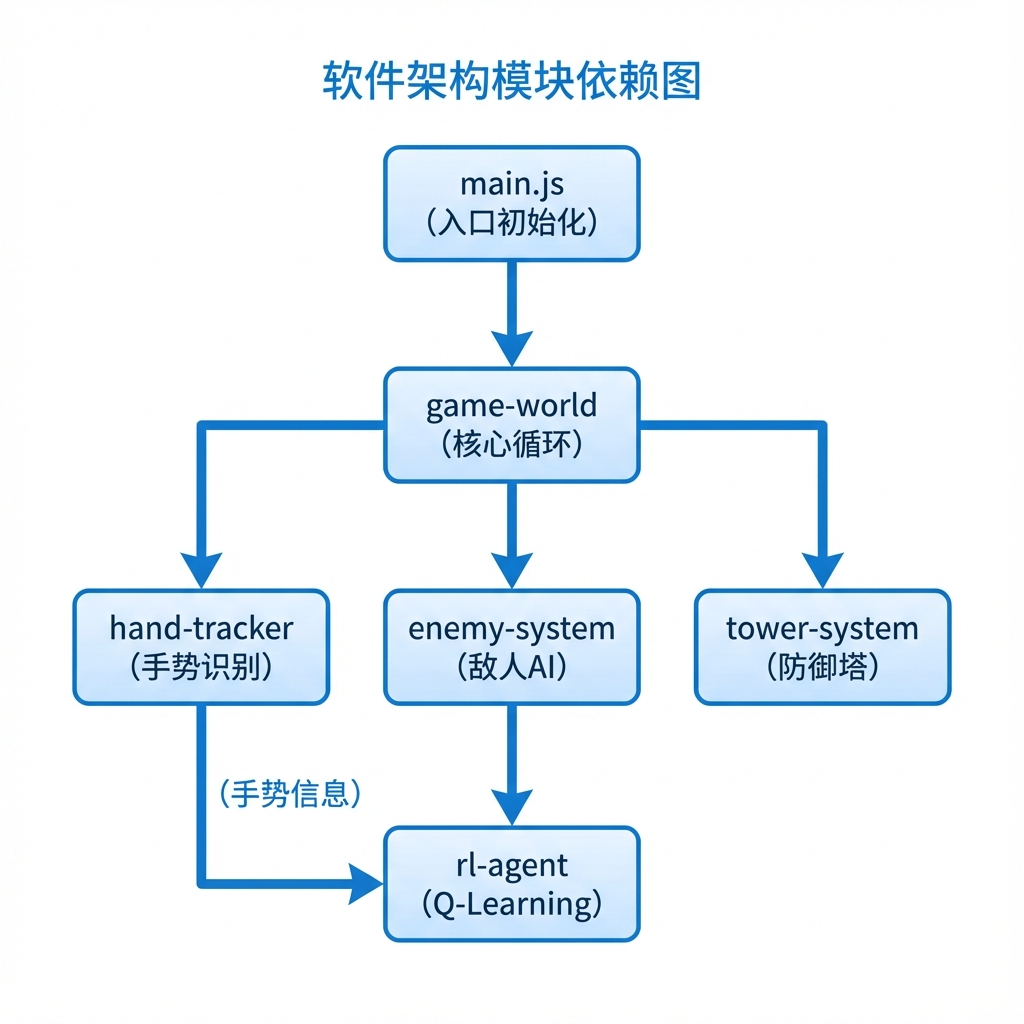 软件架构模块依赖图
main.js
（入口初始化）
game-world
（核心循环）
hand-tracker
（手势识别）
enemy-system
（敌人AI）
tower-system
（防御塔）
（手势信息）
rl-agent
（Q-Learning）